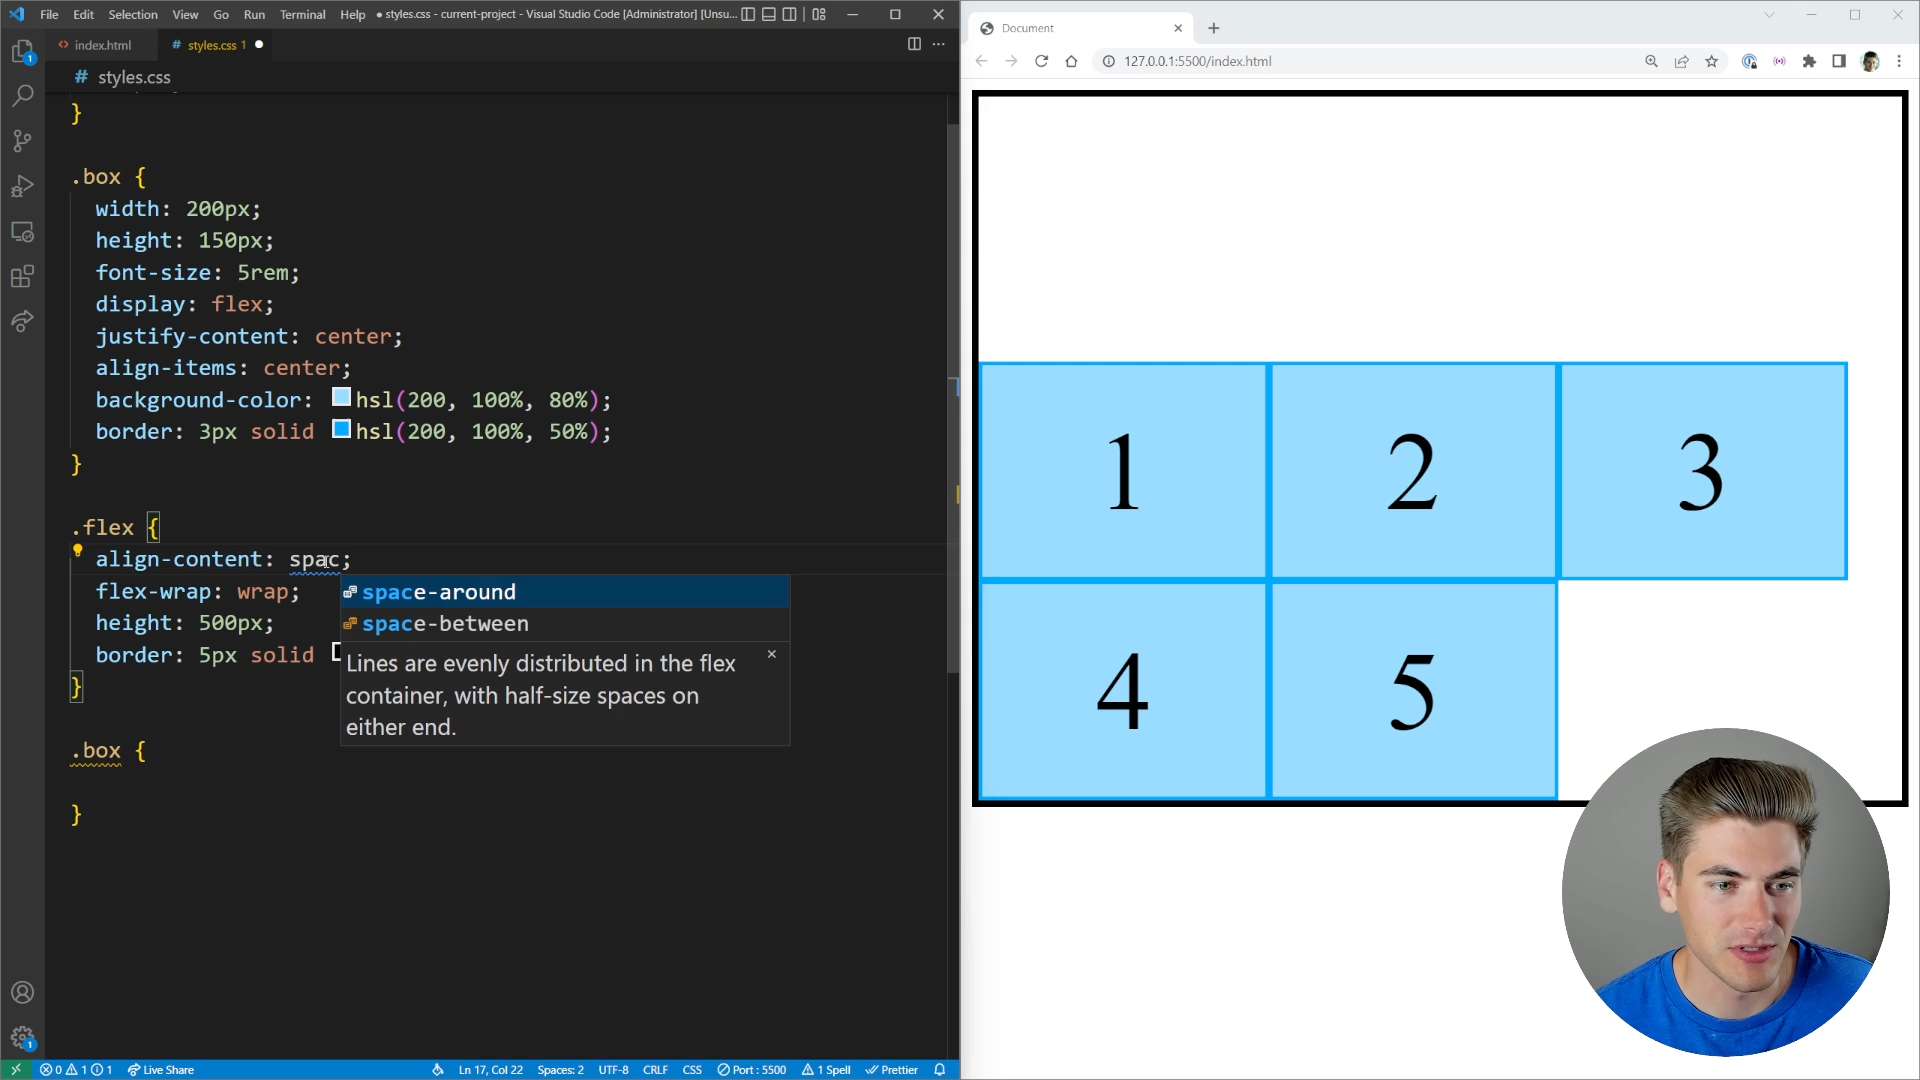 File Edit Selection View Go Run Terminal Help ● styles.css - current-project - Visual Studio Code [Administrator] [Unsu...
index.html # styles.css 1 ●
# styles.css
}
.box {
width: 200px;
height: 150px;
font-size: 5rem;
display: flex;
justify-content: center;
align-items: center;
background-color: hsl(200, 100%, 80%);
border: 3px solid hsl(200, 100%, 50%);
}
.flex {
align-content: spac;
flex-wrap: wrap;
height: 500px;
border: 5px solid
}
space-around
space-between
Lines are evenly distributed in the flex
container, with half-size spaces on
either end.
.box {
}
1
1
0 1 1 Live Share Ln 17, Col 22 Spaces: 2 UTF-8 CRLF CSS Port : 5500 1 Spell Prettier
Document
127.0.0.1:5500/index.html
1 2 3
4 5